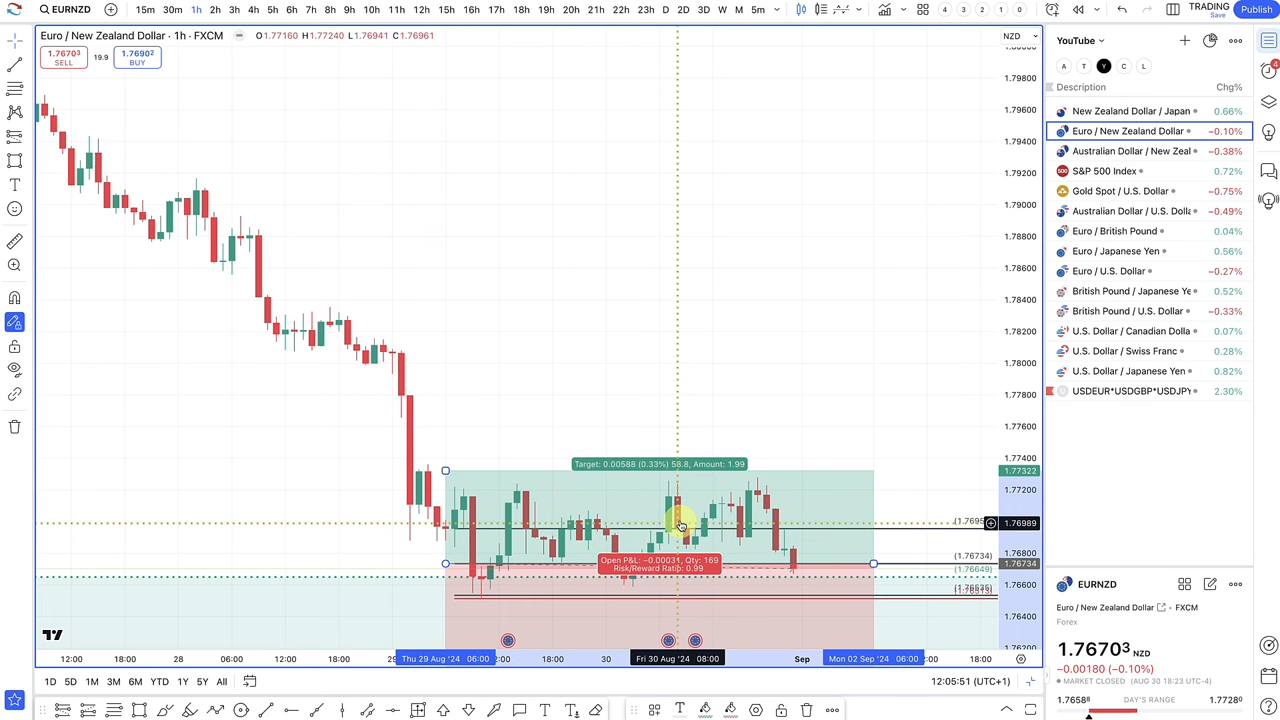 EURNZD
15m 30m 1h 2h 3h 4h 5h 6h 7h 8h 9h 10h 11h 12h 15h 16h 18h 19h 20h 21h 22h 23h D 2D 3D W M 5m
4 3 2 1 0
TRADING
Save
Publish
Euro / New Zealand Dollar · 1h · FXCM
O1.77160 H1.77240 L1.76941 C1.76961
1.76703
SELL
19.9
1.76902
BUY
NZD
1.79800
1.79600
1.79400
1.79200
1.79000
1.78800
1.78600
1.78400
1.78200
1.78000
1.77800
1.77600
1.77400
1.77322
1.77200
1.76989
1.76800
1.76734
1.76600
1.76400
1.76200
Target: 0.00588 (0.33%) 58.8, Amount: 1.99
Open P&L: −0.00031, Qty: 169
Risk/Reward Ratio: 0.99
(1.76734)
(1.76649)
12:00 18:00 28 06:00 12:00 18:00 Thu 29 Aug '24 06:00 18:00 30 Fri 30 Aug '24 08:00 Sep Mon 02 Sep '24 06:00 18:00
1D 5D 1M 3M 6M YTD 1Y 5Y All
12:05:51 (UTC+1)
YouTube
A T Y C L
Description Chg%
New Zealand Dollar / Japan 0.66%
Euro / New Zealand Dollar −0.10%
Australian Dollar / New Zeal −0.38%
S&P 500 Index 0.72%
Gold Spot / U.S. Dollar −0.75%
Australian Dollar / U.S. Dolla −0.49%
Euro / British Pound 0.04%
Euro / Japanese Yen 0.56%
Euro / U.S. Dollar −0.27%
British Pound / Japanese Ye 0.52%
British Pound / U.S. Dollar −0.33%
U.S. Dollar / Canadian Dolla 0.07%
U.S. Dollar / Swiss Franc 0.28%
U.S. Dollar / Japanese Yen 0.82%
USDEUR*USDGBP*USDJPY 2.30%
EURNZD
Euro / New Zealand Dollar FXCM
Forex
1.76703 NZD
−0.00180 (−0.10%)
MARKET CLOSED (AUG 30 18:23 UTC-4)
1.76588 DAY'S RANGE 1.77280
4